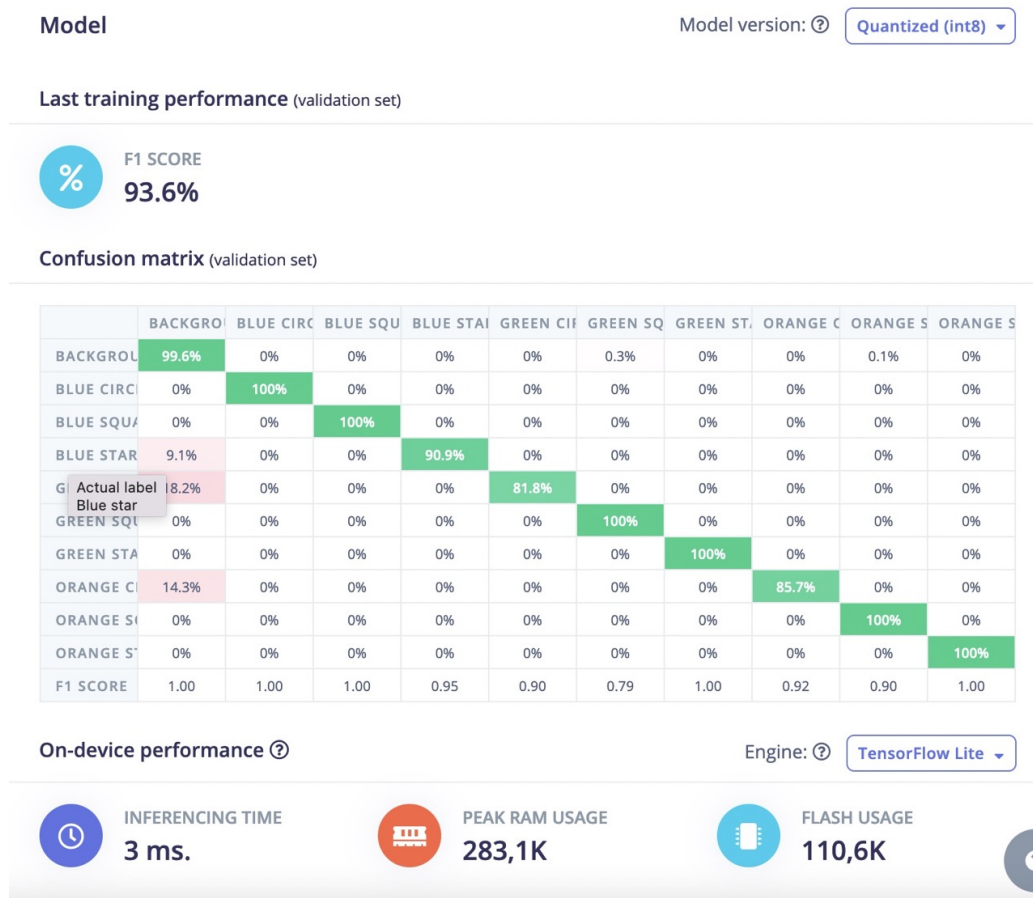 Model Model version: Quantized (int8)
Last training performance (validation set)
%
F1 SCORE
93.6%
Confusion matrix (validation set)
BACKGRO BLUE CIRC BLUE SQU BLUE STA GREEN CI GREEN SQ GREEN ST ORANGE C ORANGE S ORANGE S
BACKGROU 99.6% 0% 0% 0% 0% 0.3% 0% 0% 0.1% 0%
BLUE CIRC 0% 100% 0% 0% 0% 0% 0% 0% 0% 0%
BLUE SQUA 0% 0% 100% 0% 0% 0% 0% 0% 0% 0%
BLUE STAR 9.1% 0% 0% 90.9% 0% 0% 0% 0% 0% 0%
G 8.2% 0% 0% 0% 81.8% 0% 0% 0% 0% 0%
Actual label
Blue star
GREEN SQU 0% 0% 0% 0% 0% 100% 0% 0% 0% 0%
GREEN STA 0% 0% 0% 0% 0% 0% 100% 0% 0% 0%
ORANGE C 14.3% 0% 0% 0% 0% 0% 0% 85.7% 0% 0%
ORANGE S 0% 0% 0% 0% 0% 0% 0% 0% 100% 0%
ORANGE S 0% 0% 0% 0% 0% 0% 0% 0% 0% 100%
F1 SCORE 1.00 1.00 1.00 0.95 0.90 0.79 1.00 0.92 0.90 1.00
On-device performance Engine: TensorFlow Lite
INFERENCING TIME PEAK RAM USAGE FLASH USAGE
3 ms. 283,1K 110,6K